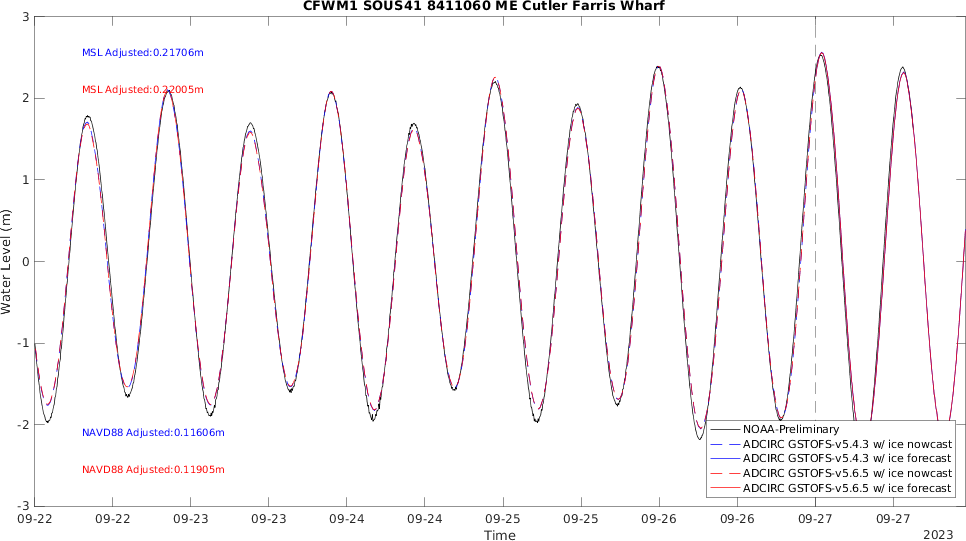 CFWM1 SOUS41 8411060 ME Cutler Farris Wharf
3
2
1
0
-1
-2
-3
Water Level (m)
MSL Adjusted:0.21706m
MSL Adjusted:0.22005m
NAVD88 Adjusted:0.11606m
NAVD88 Adjusted:0.11905m
NOAA-Preliminary
ADCIRC GSTOFS-v5.4.3 w/ ice nowcast
ADCIRC GSTOFS-v5.4.3 w/ ice forecast
ADCIRC GSTOFS-v5.6.5 w/ ice nowcast
ADCIRC GSTOFS-v5.6.5 w/ ice forecast
09-22 09-22 09-23 09-23 09-24 09-24 09-25 09-25 09-26 09-26 09-27 09-27
Time
2023